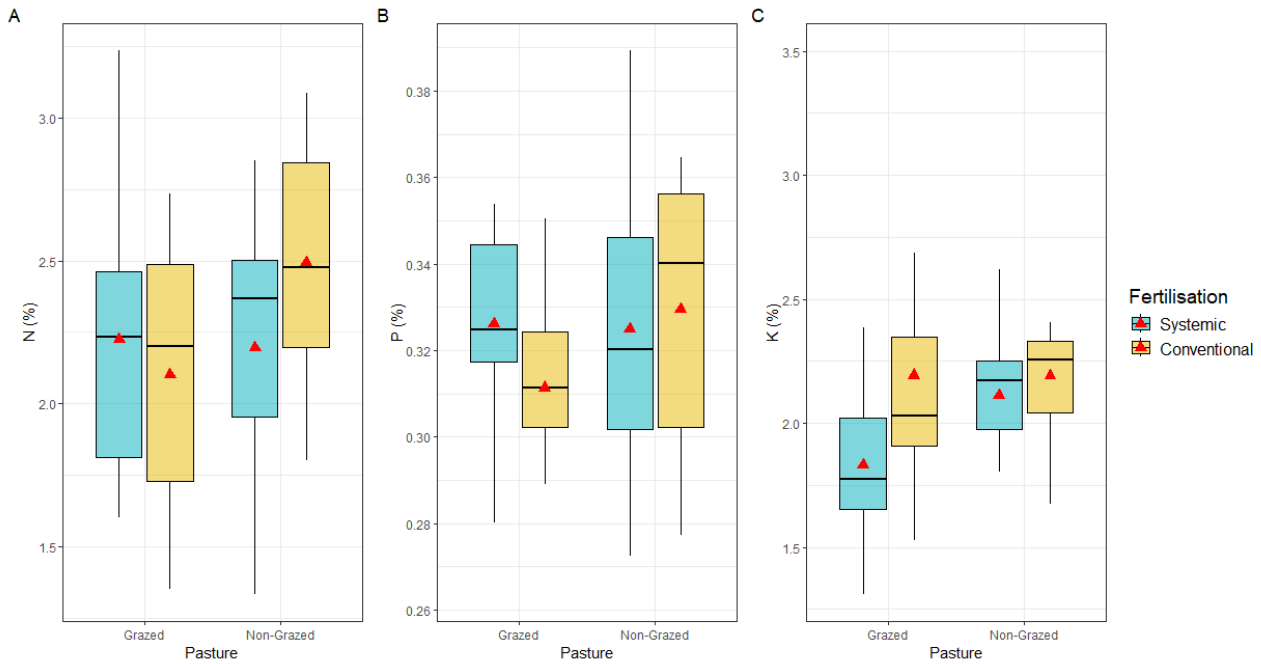 A
N (%)
3.0
2.5
2.0
1.5
Grazed
Non-Grazed
Pasture
B
P (%)
0.38
0.36
0.34
0.32
0.30
0.28
0.26
Grazed
Non-Grazed
Pasture
C
K (%)
3.5
3.0
2.5
2.0
1.5
Grazed
Non-Grazed
Pasture
Fertilisation
Systemic
Conventional